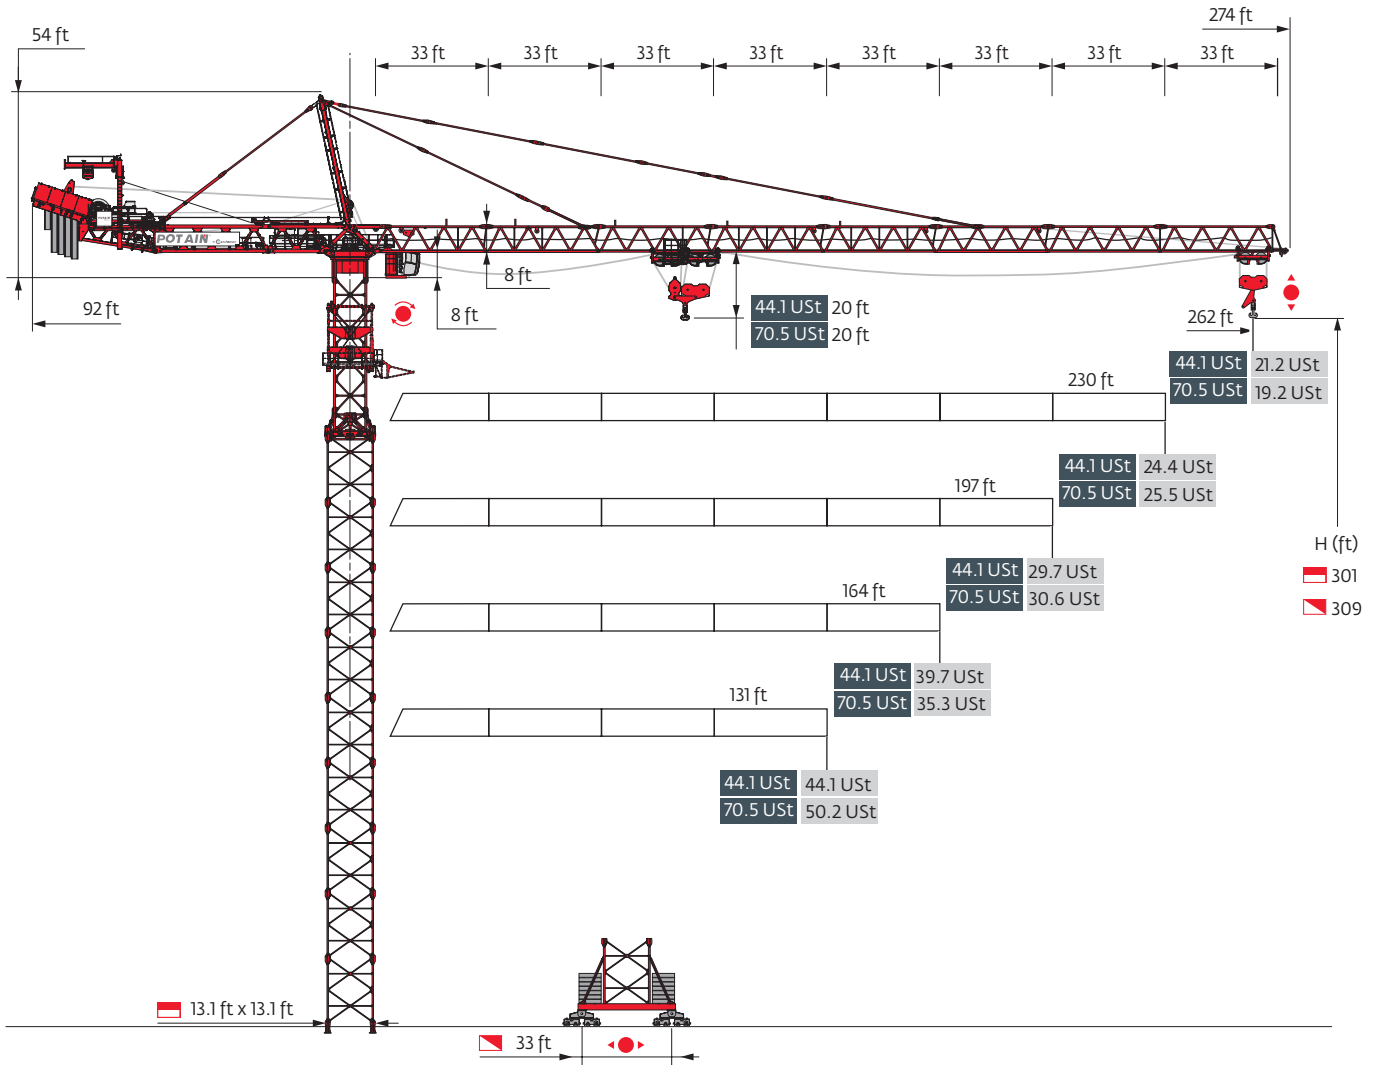 274 ft
54 ft
33 ft 33 ft 33 ft 33 ft 33 ft 33 ft 33 ft 33 ft
POTAIN
8 ft
92 ft
8 ft
44.1 USt 20 ft
70.5 USt 20 ft
262 ft
44.1 USt 21.2 USt
70.5 USt 19.2 USt
230 ft
44.1 USt 24.4 USt
70.5 USt 25.5 USt
197 ft
H (ft)
301
309
44.1 USt 29.7 USt
70.5 USt 30.6 USt
164 ft
44.1 USt 39.7 USt
70.5 USt 35.3 USt
131 ft
44.1 USt 44.1 USt
70.5 USt 50.2 USt
13.1 ft x 13.1 ft
33 ft